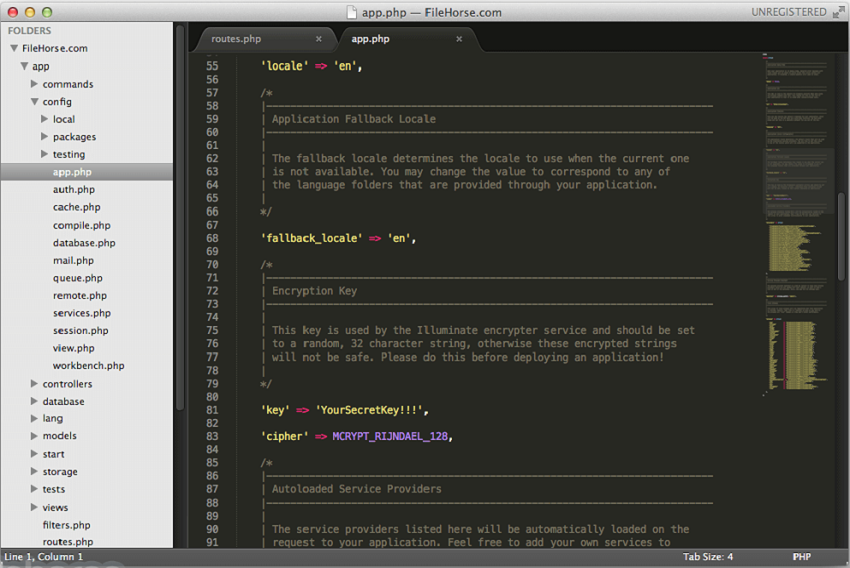 app.php — FileHorse.com
UNREGISTERED
FOLDERS
FileHorse.com
app
commands
config
local
packages
testing
app.php
auth.php
cache.php
compile.php
database.php
mail.php
queue.php
remote.php
services.php
session.php
view.php
workbench.php
controllers
database
lang
models
start
storage
tests
views
filters.php
routes.php
routes.php × app.php ×
55 'locale' => 'en',
56
57 /*
58 |--------------------------------------------------------------------------
59 | Application Fallback Locale
60 |--------------------------------------------------------------------------
61 |
62 | The fallback locale determines the locale to use when the current one
63 | is not available. You may change the value to correspond to any of
64 | the language folders that are provided through your application.
65 |
66 */
67
68 'fallback_locale' => 'en',
69
70 /*
71 |--------------------------------------------------------------------------
72 | Encryption Key
73 |--------------------------------------------------------------------------
74 |
75 | This key is used by the Illuminate encrypter service and should be set
76 | to a random, 32 character string, otherwise these encrypted strings
77 | will not be safe. Please do this before deploying an application!
78 |
79 */
80
81 'key' => 'YourSecretKey!!!',
82
83 'cipher' => MCRYPT_RIJNDAEL_128,
84
85 /*
86 |--------------------------------------------------------------------------
87 | Autoloaded Service Providers
88 |--------------------------------------------------------------------------
89 |
90 | The service providers listed here will be automatically loaded on the
91 | request to your application. Feel free to add your own services to
Line 1, Column 1
Tab Size: 4
PHP